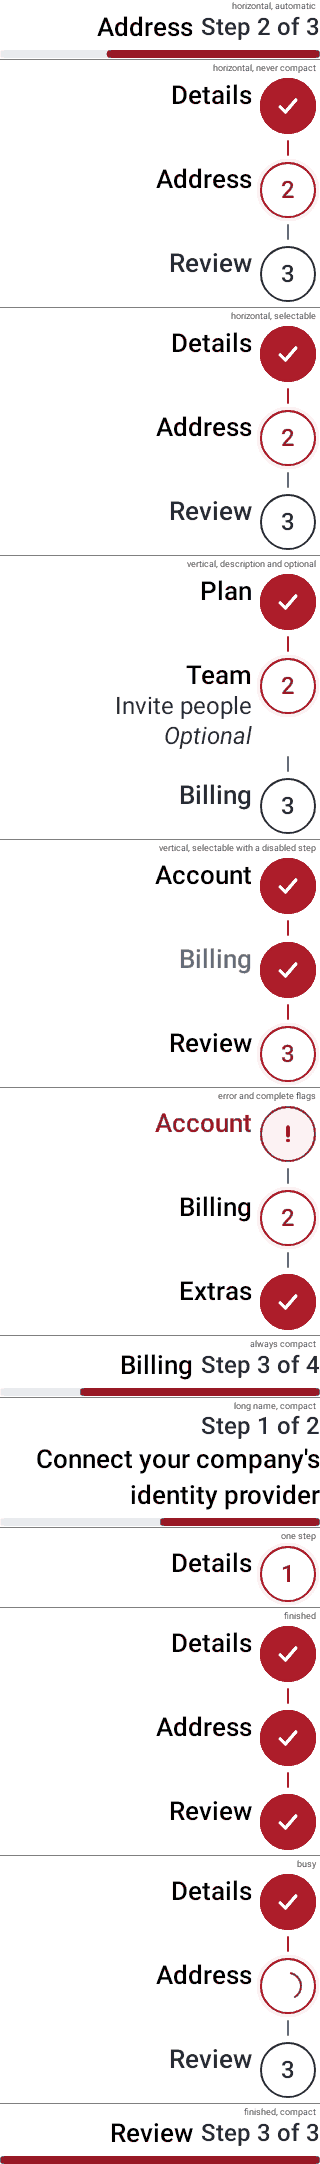 horizontal, automatic
Address Step 2 of 3
horizontal, never compact
Details
Address 2
Review 3
horizontal, selectable
Details
Address 2
Review 3
vertical, description and optional
Plan
Team 2
Invite people
Optional
Billing 3
vertical, selectable with a disabled step
Account
Billing
Review 3
error and complete flags
Account !
Billing 2
Extras
always compact
Billing Step 3 of 4
long name, compact
Step 1 of 2
Connect your company's
identity provider
one step
Details 1
finished
Details
Address
Review
busy
Details
Address
Review 3
finished, compact
Review Step 3 of 3